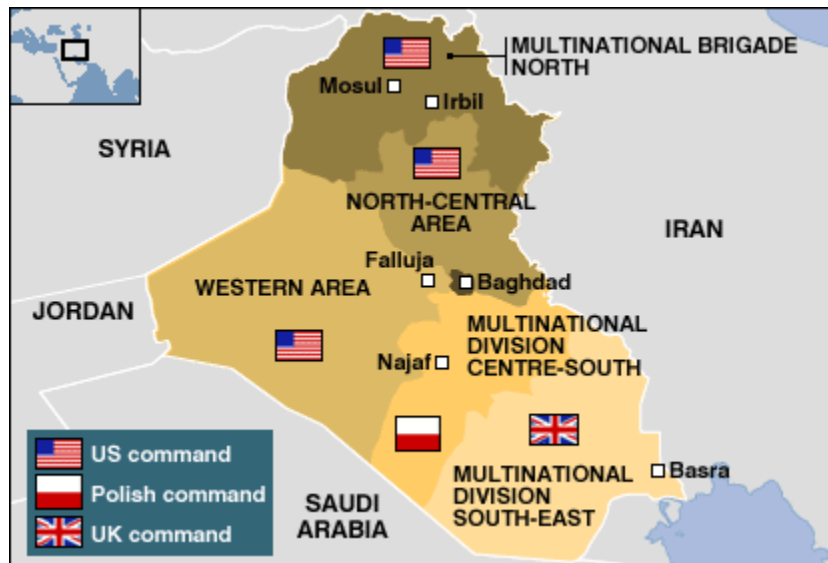 MULTINATIONAL BRIGADE
NORTH
Mosul
Irbil
SYRIA
NORTH-CENTRAL
AREA
IRAN
Falluja
WESTERN AREA
Baghdad
JORDAN
MULTINATIONAL
DIVISION
CENTRE-SOUTH
Najaf
US command
Polish command
UK command
SAUDI
ARABIA
MULTINATIONAL
DIVISION
SOUTH-EAST
Basra